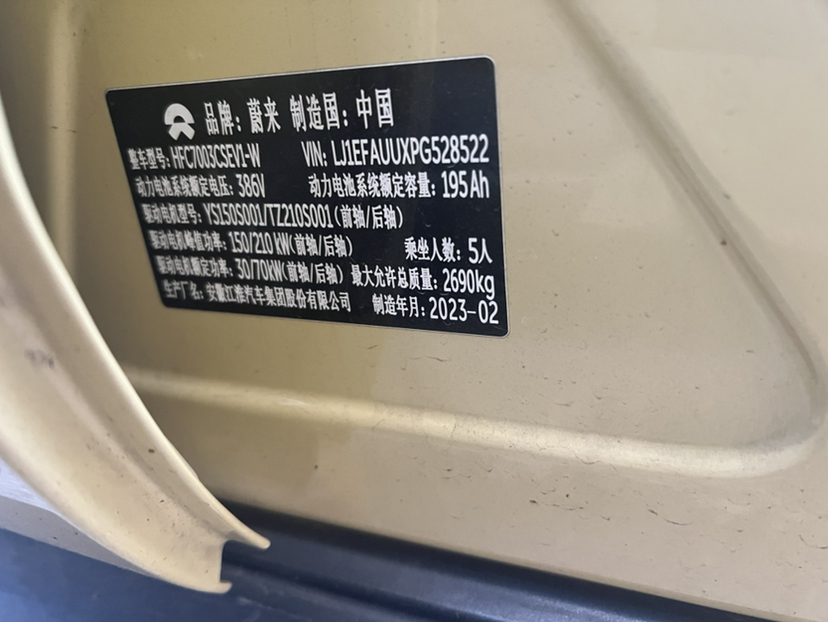 品牌：蔚来 制造国：中国
整车型号：HFC7003CSEV1-W VIN: LJ1EFAUUXPG528522
动力电池系统额定电压：386V 动力电池系统额定容量：195Ah
驱动电机型号：YS150S001/TZ210S001(前轴/后轴)
驱动电机峰值功率：150/210 kW(前轴/后轴) 乘坐人数：5人
驱动电机额定功率：30/70kW(前轴/后轴) 最大允许总质量：2690kg
生产厂名：安徽江淮汽车集团股份有限公司 制造年月：2023-02